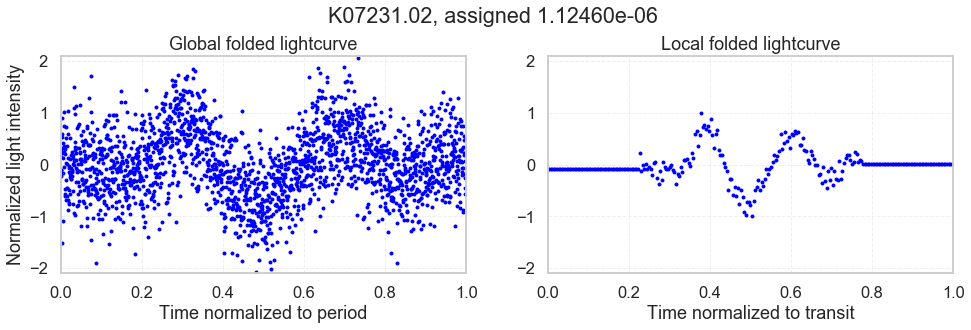 K07231.02, assigned 1.12460e-06
Global folded lightcurve
Local folded lightcurve
Normalized light intensity
2
1
0
−1
−2
0.0 0.2 0.4 0.6 0.8 1.0
Time normalized to period
2
1
0
−1
−2
0.0 0.2 0.4 0.6 0.8 1.0
Time normalized to transit